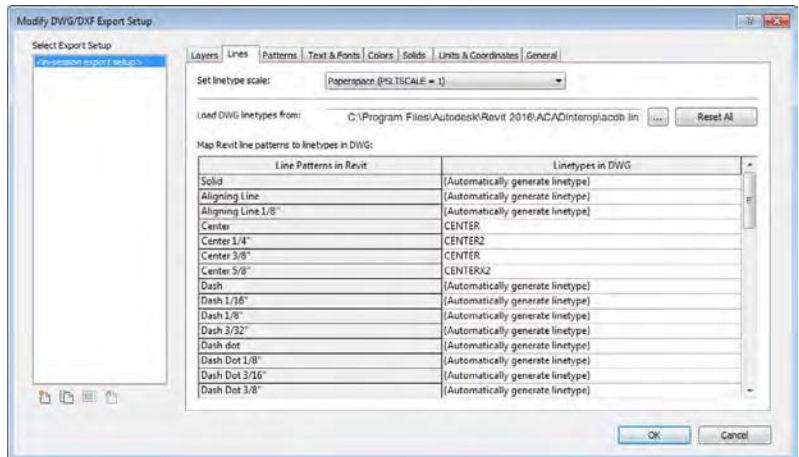 Modify DWG/DXF Export Setup
Select Export Setup
<in-session export setup>
Layers Lines Patterns Text & Fonts Colors Solids Units & Coordinates General
Set linetype scale: Paperspace (PSLTSCALE = 1)
Load DWG linetypes from: C:\Program Files\Autodesk\Revit 2016\ACADInterop\acdb.lin ... Reset All
Map Revit line patterns to linetypes in DWG:
Line Patterns in Revit Linetypes in DWG
Solid {Automatically generate linetype}
Aligning Line {Automatically generate linetype}
Aligning Line 1/8" {Automatically generate linetype}
Center CENTER
Center 1/4" CENTER2
Center 3/8" CENTER
Center 5/8" CENTERX2
Dash {Automatically generate linetype}
Dash 1/16" {Automatically generate linetype}
Dash 1/8" {Automatically generate linetype}
Dash 3/32" {Automatically generate linetype}
Dash dot {Automatically generate linetype}
Dash Dot 1/8" {Automatically generate linetype}
Dash Dot 3/16" {Automatically generate linetype}
Dash Dot 3/8" {Automatically generate linetype}
OK Cancel